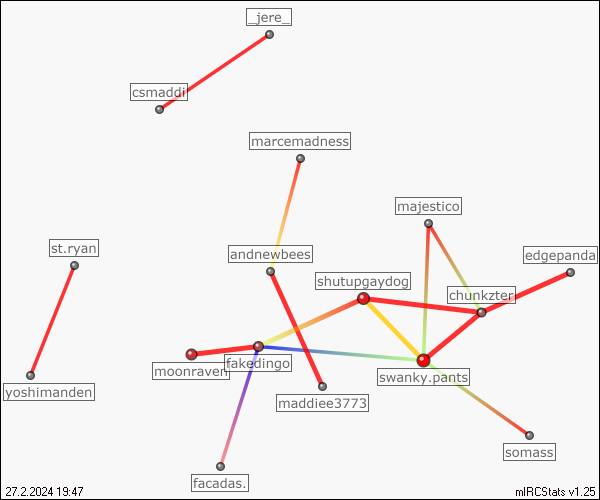 _jere_
csmaddi
marcemadness
majestico
st.ryan
andnewbees
edgepanda
shutupgaydog
chunkzter
moonraven
fakedingo
swanky.pants
yoshimanden
maddiee3773
somass
facadas.
27.2.2024 19:47
mIRCStats v1.25